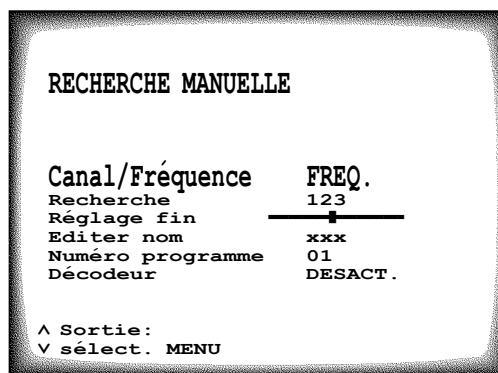 RECHERCHE MANUELLE
Canal/Fréquence FREQ.
Recherche 123
Réglage fin
Editer nom xxx
Numéro programme 01
Décodeur DESACT.
^ Sortie:
v sélect. MENU